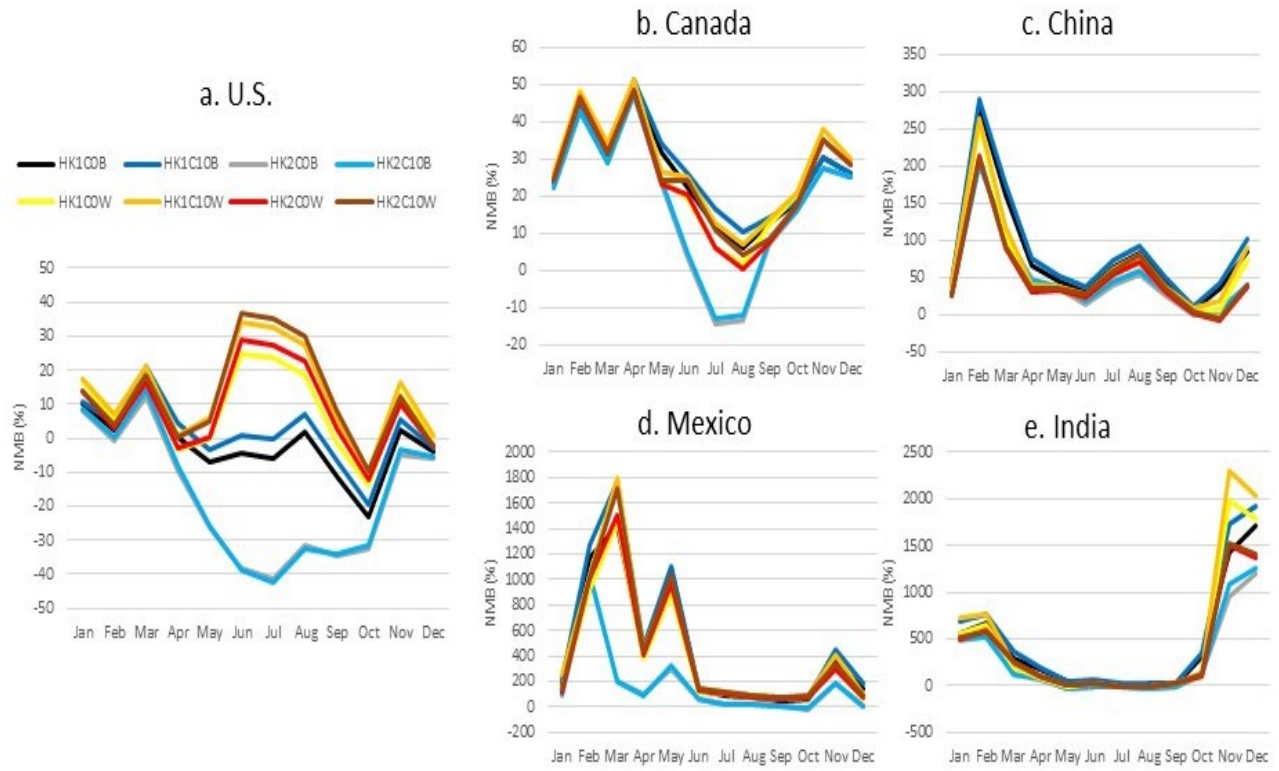 a. U.S.
HK1C0B HK1C10B HK2C0B HK2C10B
HK1C0W HK1C10W HK2C0W HK2C10W
NMB (%)
50
40
30
20
10
0
-10
-20
-30
-40
-50
Jan Feb Mar Apr May Jun Jul Aug Sep Oct Nov Dec
b. Canada
NMB (%)
60
50
40
30
20
10
0
-10
-20
Jan Feb Mar Apr May Jun Jul Aug Sep Oct Nov Dec
c. China
NMB (%)
350
300
250
200
150
100
50
0
-50
Jan Feb Mar Apr May Jun Jul Aug Sep Oct Nov Dec
d. Mexico
NMB (%)
2000
1800
1600
1400
1200
1000
800
600
400
200
0
-200
Jan Feb Mar Apr May Jun Jul Aug Sep Oct Nov Dec
e. India
NMB (%)
2500
2000
1500
1000
500
0
-500
Jan Feb Mar Apr May Jun Jul Aug Sep Oct Nov Dec